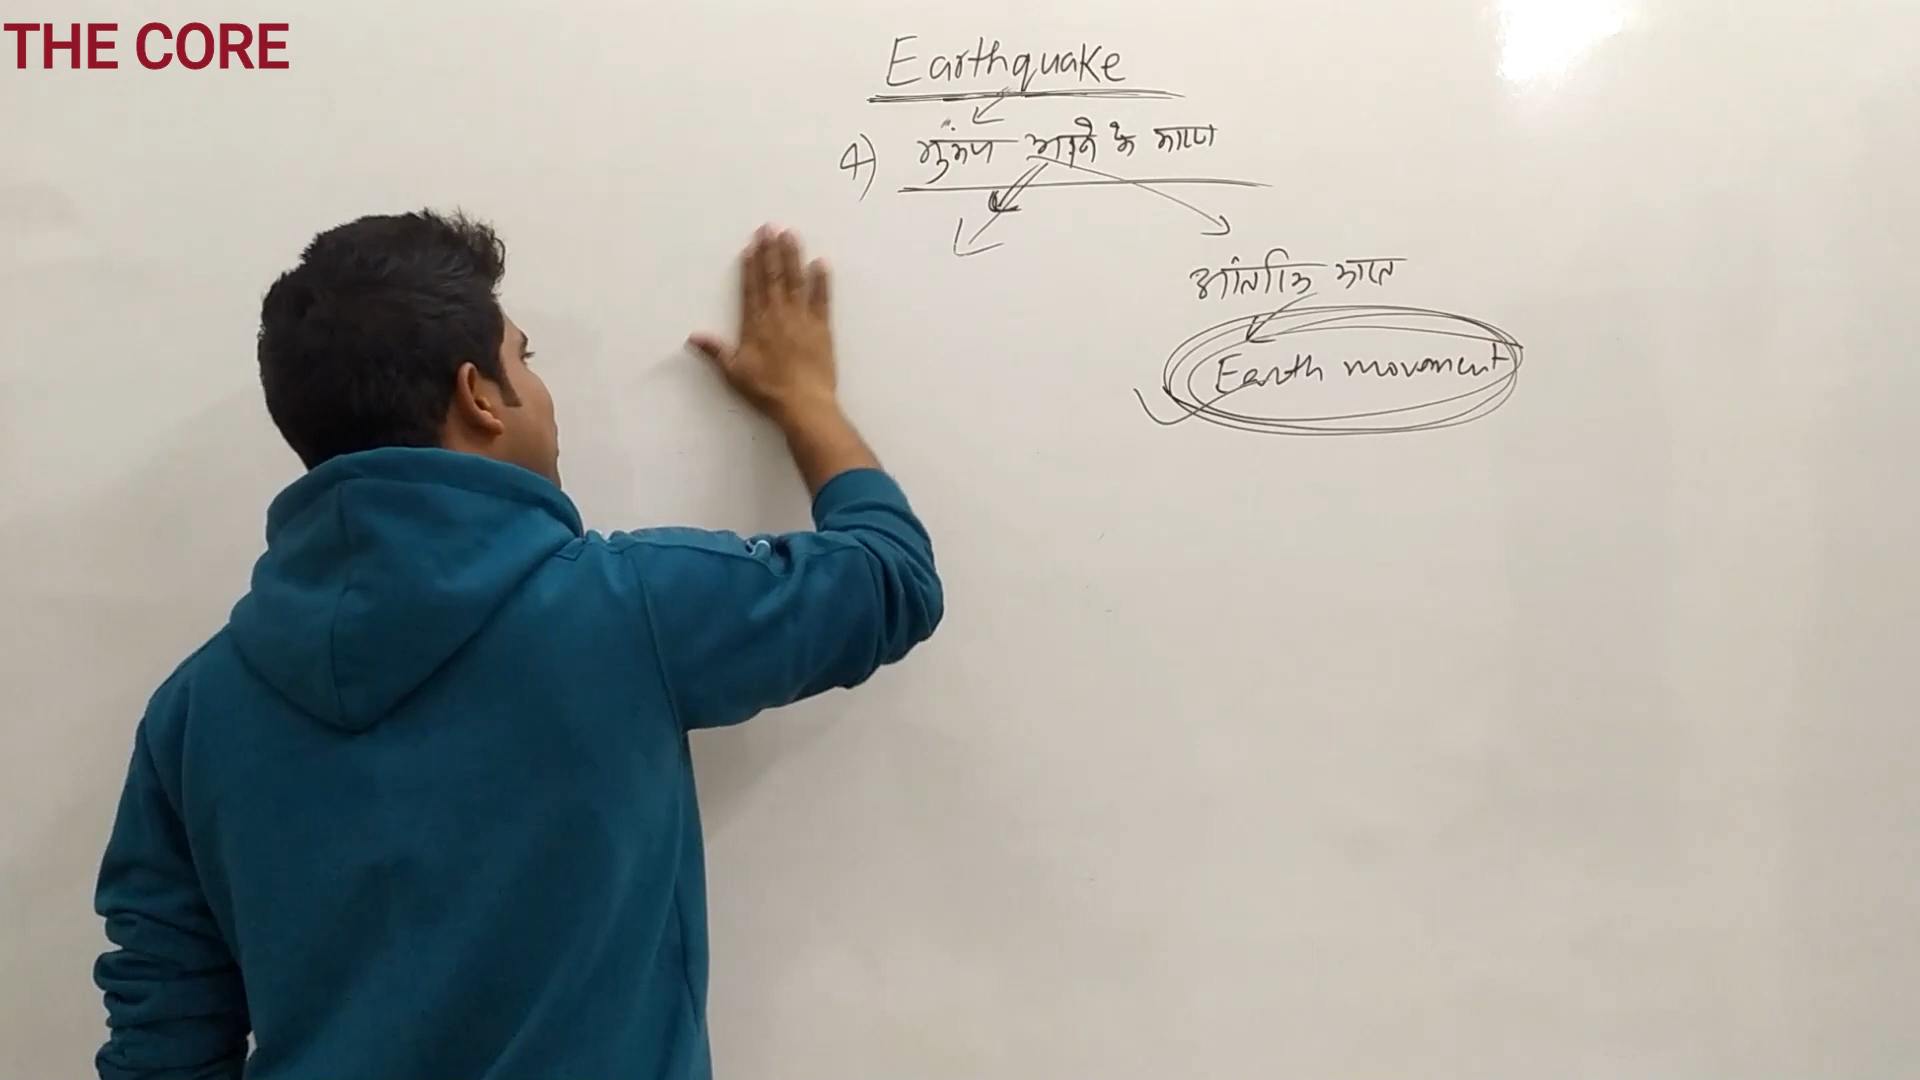 THE CORE
Earthquake
4) भूकंप आने के कारण
आंतरिक कारण
Earth movement